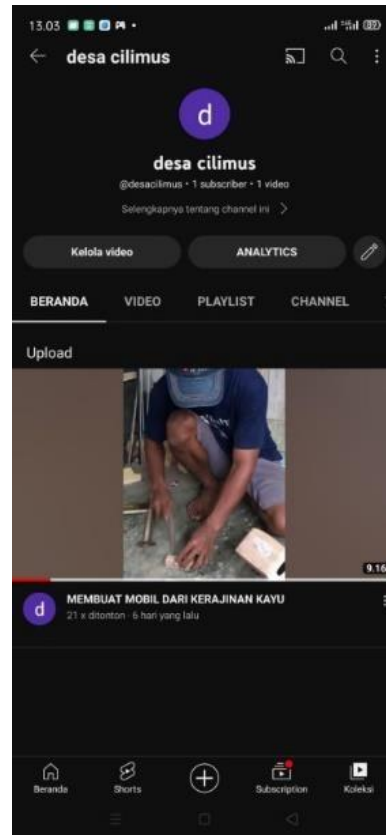 13.03
desa cilimus
d
desa cilimus
@desacilimus • 1 subscriber • 1 video
Selengkapnya tentang channel ini
Kelola video
ANALYTICS
BERANDA VIDEO PLAYLIST CHANNEL
Upload
9.16
d
MEMBUAT MOBIL DARI KERAJINAN KAYU
21 x ditonton · 6 hari yang lalu
Beranda Shorts Subscription Koleksi